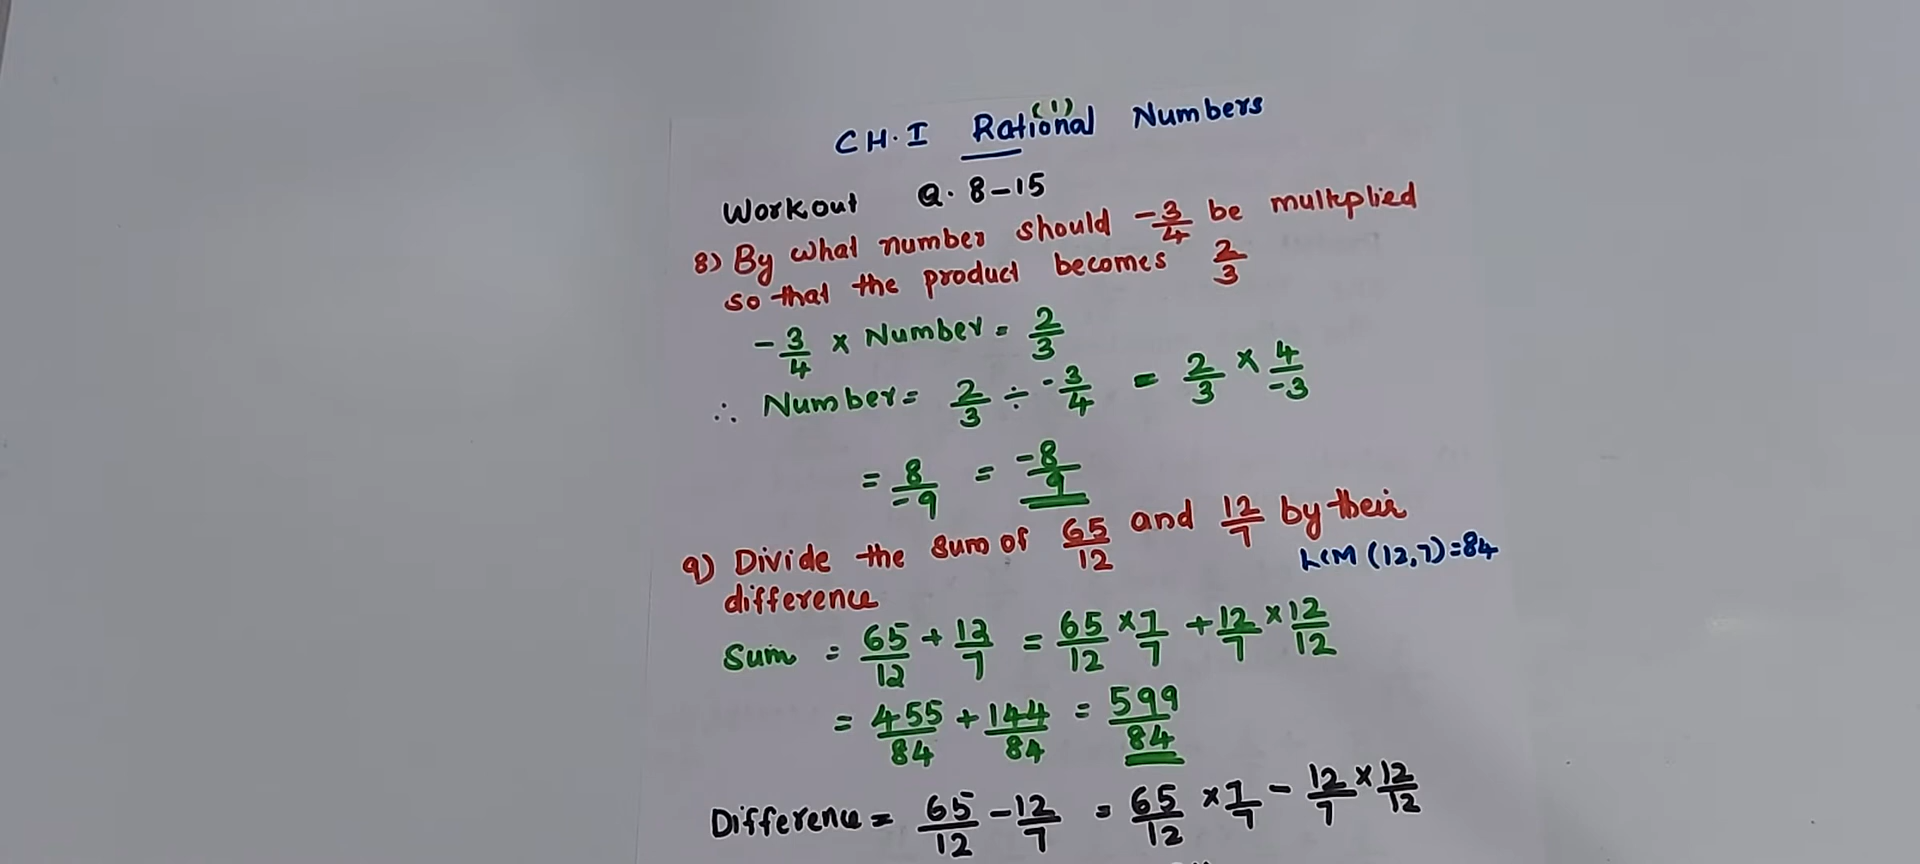 (1)
CH.I Rational Numbers
Workout Q. 8-15
8) By what number should -3/4 be multiplied
so that the product becomes 2/3
-3/4 x Number = 2/3
∴ Number = 2/3 ÷ -3/4 = 2/3 x 4/-3
= 8/-9 = -8/9
9) Divide the sum of 65/12 and 12/7 by their
difference LCM (12,7)=84
Sum = 65/12 + 12/7 = 65/12 x 7/7 + 12/7 x 12/12
= 455/84 + 144/84 = 599/84
Difference = 65/12 - 12/7 = 65/12 x 7/7 - 12/7 x 12/12